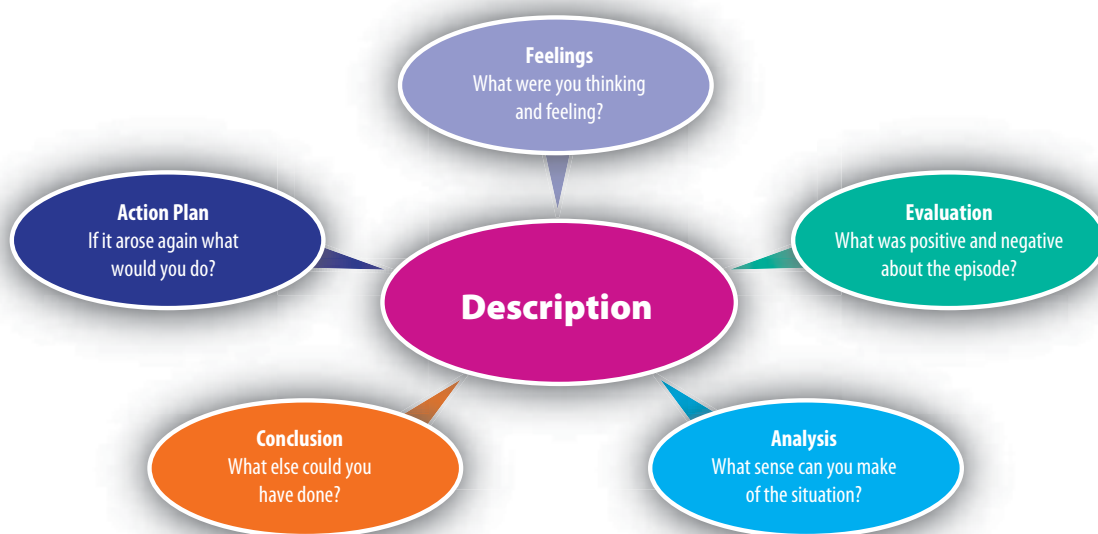 Feelings
What were you thinking
and feeling?
Action Plan
If it arose again what
would you do?
Evaluation
What was positive and negative
about the episode?
Description
Conclusion
What else could you
have done?
Analysis
What sense can you make
of the situation?